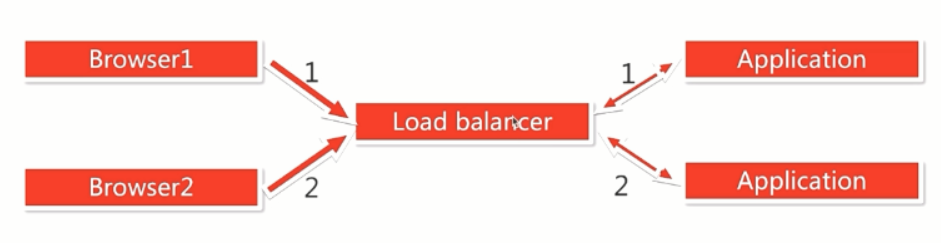 Browser1
1
1
Application
Load balancer
Browser2
2
2
Application